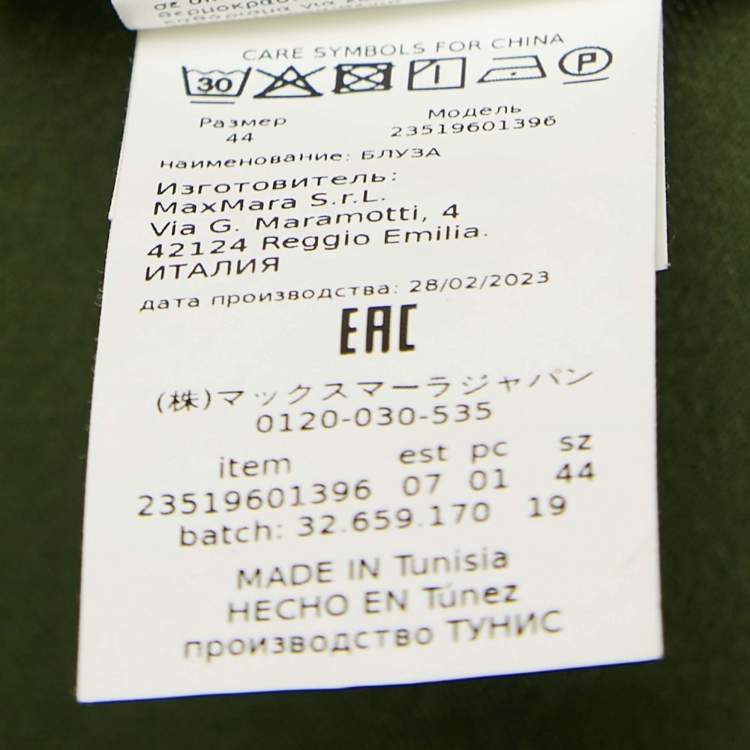 θερμοκρα
CARE SYMBOLS FOR CHINA
30 P
Размер Модель
44 23519601396
наименование: БЛУЗА
Изготовитель:
MaxMara S.r.L.
Via G. Maramotti, 4
42124 Reggio Emilia.
ИТАЛИЯ
дата производства: 28/02/2023
EAC
(株)マックスマーラジャパン
0120-030-535
item est pc sz
23519601396 07 01 44
batch: 32.659.170 19
MADE IN Tunisia
HECHO EN Túnez
производство ТУНИС